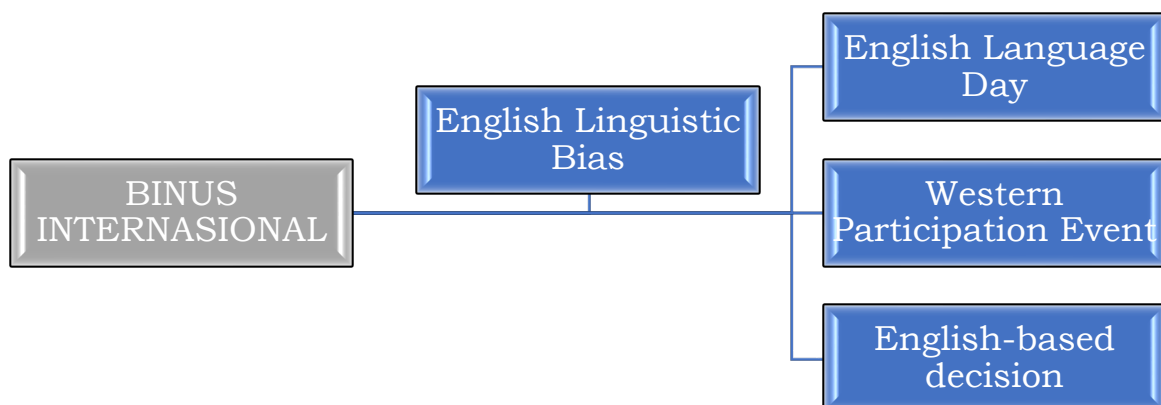 BINUS
INTERNASIONAL
English Linguistic
Bias
English Language
Day
Western
Participation Event
English-based
decision